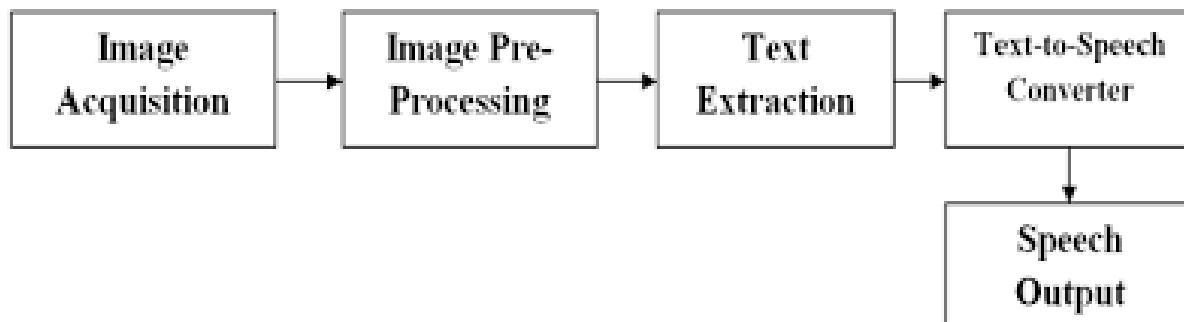 Image
Acquisition
Image Pre-
Processing
Text
Extraction
Text-to-Speech
Converter
Speech
Output